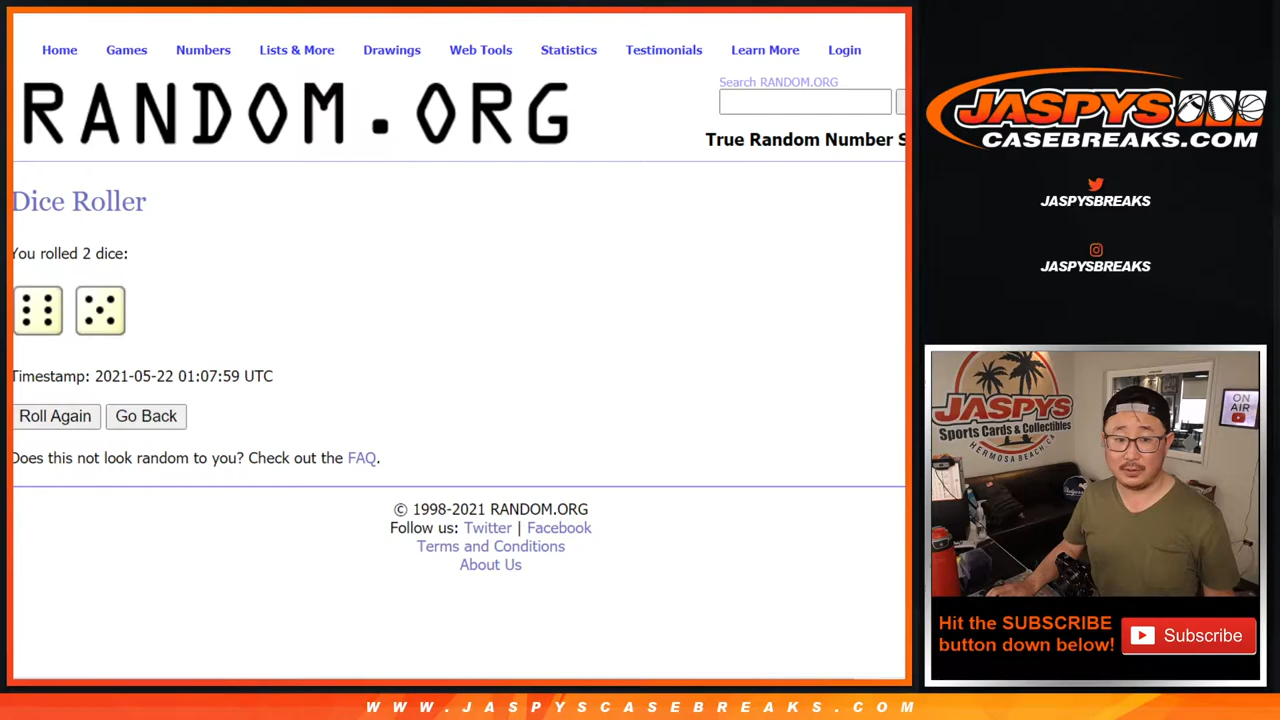 Home Games Numbers Lists & More Drawings Web Tools Statistics Testimonials Learn More Login
RANDOM.ORG
Search RANDOM.ORG
True Random Number S
Dice Roller
You rolled 2 dice:
Timestamp: 2021-05-22 01:07:59 UTC
Roll Again Go Back
Does this not look random to you? Check out the FAQ.
© 1998-2021 RANDOM.ORG
Follow us: Twitter | Facebook
Terms and Conditions
About Us
JASPYS
CASEBREAKS.COM
JASPYSBREAKS
JASPYSBREAKS
JASPYS
Sports Cards & Collectibles
HERMOSA BEACH, CA
ON
AIR
Hit the SUBSCRIBE
button down below!
Subscribe
WWW.JASPYSCASEBREAKS.COM